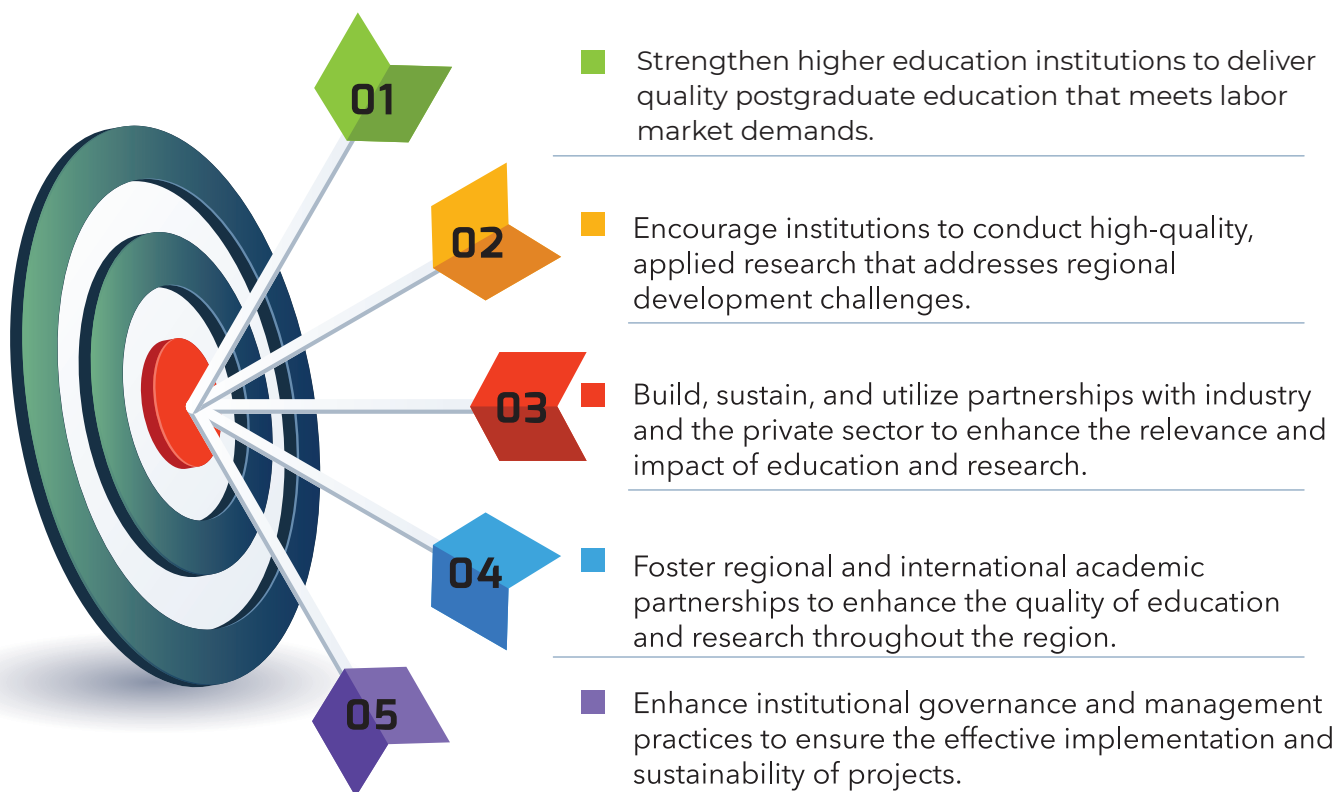 01
Strengthen higher education institutions to deliver
quality postgraduate education that meets labor
market demands.
02
Encourage institutions to conduct high-quality,
applied research that addresses regional
development challenges.
03
Build, sustain, and utilize partnerships with industry
and the private sector to enhance the relevance and
impact of education and research.
04
Foster regional and international academic
partnerships to enhance the quality of education
and research throughout the region.
05
Enhance institutional governance and management
practices to ensure the effective implementation and
sustainability of projects.